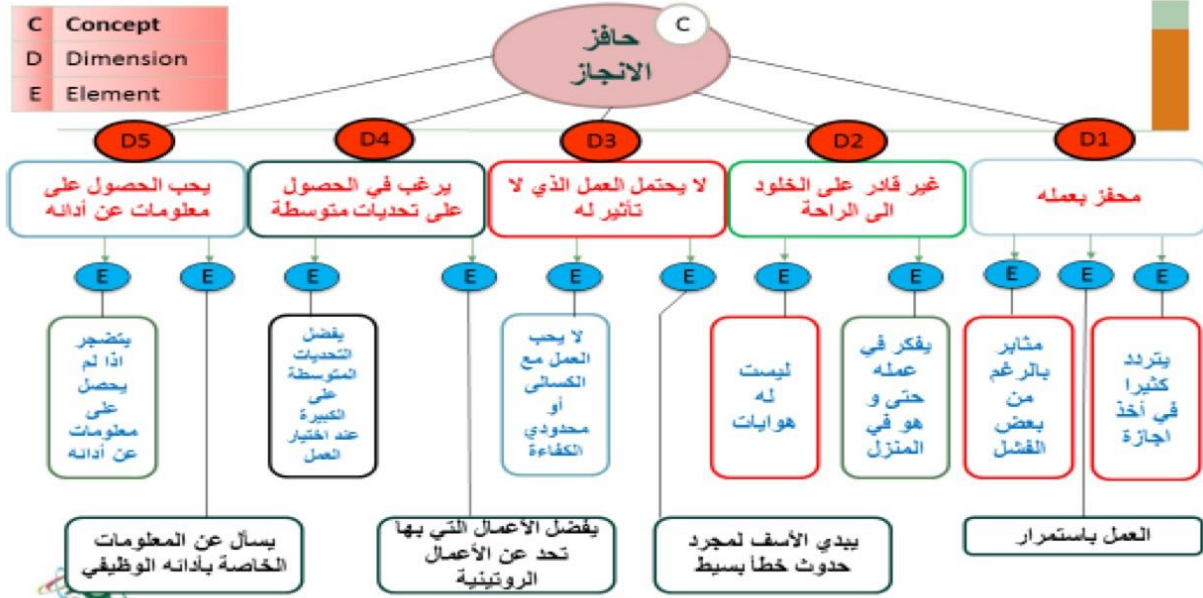 C Concept
D Dimension
E Element
C
حافز
الانجاز
D1
D2
D3
D4
D5
محفز بعمله
غير قادر على الخلود
الى الراحة
لا يحتمل العمل الذي لا
تأثير له
يرغب في الحصول
على تحديات متوسطة
يحب الحصول على
معلومات عن أدائه
E
E
E
E
E
E
E
E
E
E
E
يتردد
كثيرا
في أخذ
اجازة
مثابر
بالرغم
من
بعض
الفشل
يفكر في
عمله
حتى و
هو في
المنزل
ليست
له
هوايات
لا يحب
العمل مع
الكسالى
أو
محدودي
الكفاءة
يفضل
التحديات
المتوسطة
على
الكبيرة
عند اختيار
العمل
يتضجر
اذا لم
يحصل
على
معلومات
عن أدائه
العمل باستمرار
يبدي الأسف لمجرد
حدوث خطأ بسيط
يفضل الأعمال التي بها
تحد عن الأعمال
الروتينية
يسأل عن المعلومات
الخاصة بأدائه الوظيفي